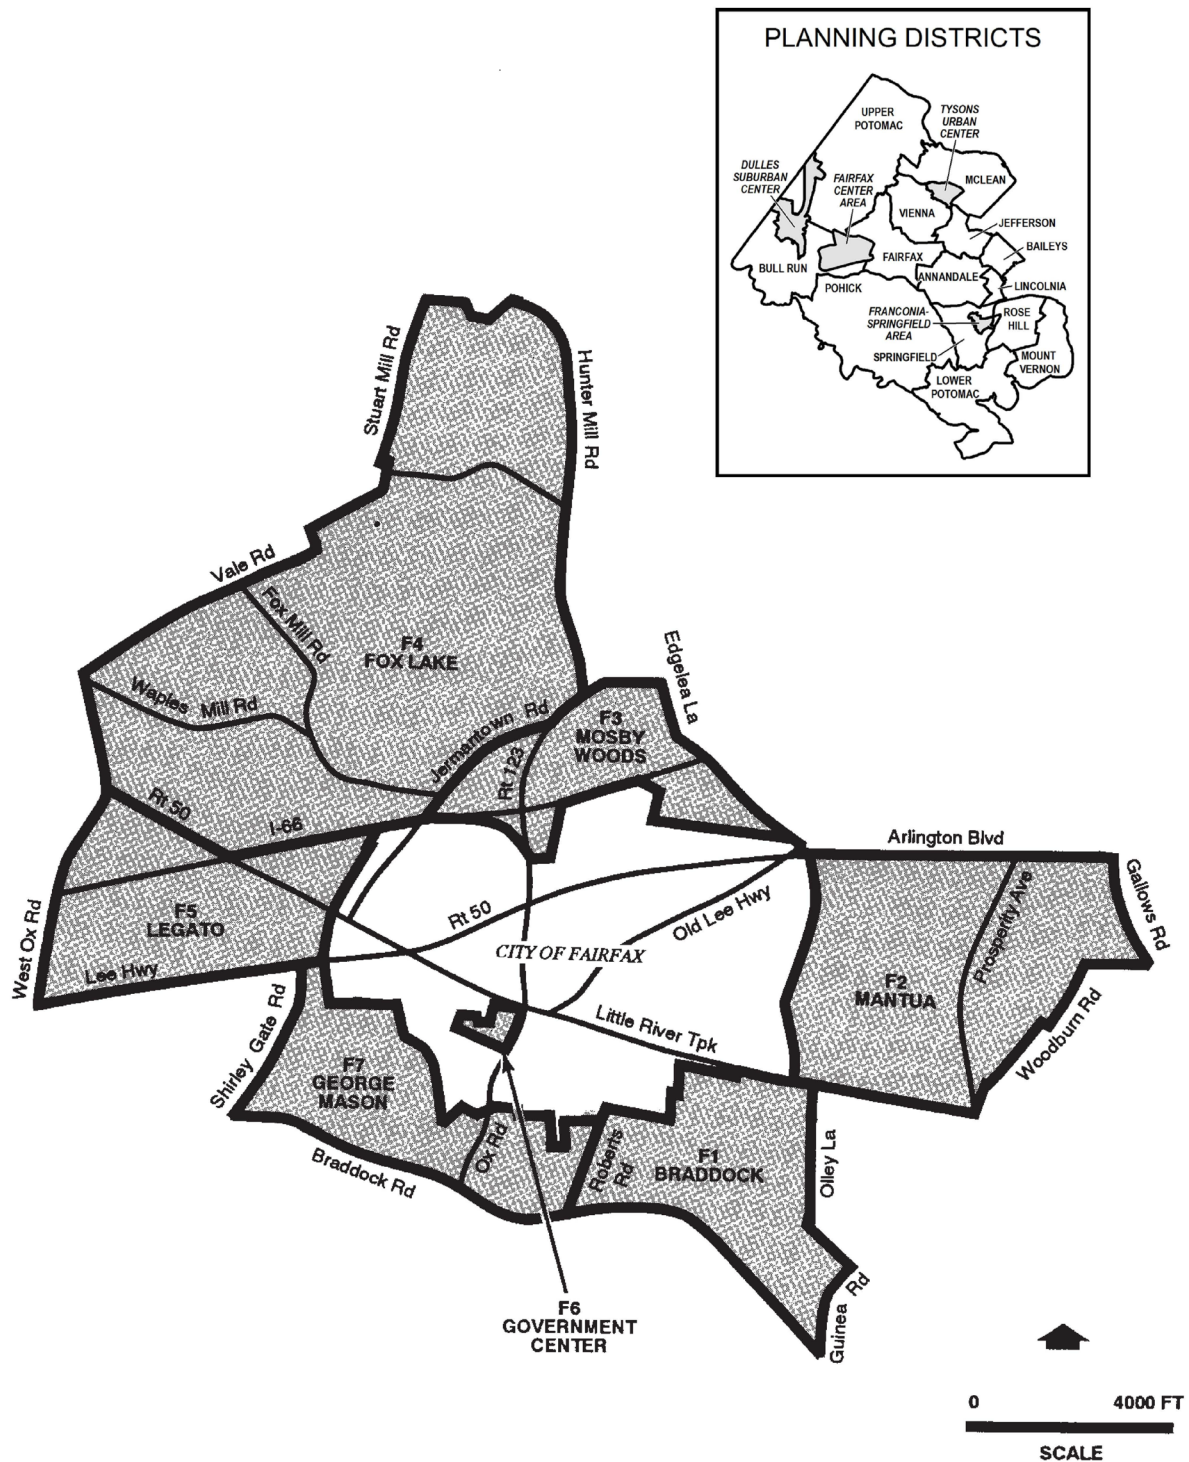 PLANNING DISTRICTS
UPPER
POTOMAC
TYSONS
URBAN
CENTER
DULLES
SUBURBAN
CENTER
FAIRFAX
CENTER
AREA
MCLEAN
VIENNA
JEFFERSON
BAILEYS
BULL RUN
FAIRFAX
ANNANDALE
LINCOLNIA
POHICK
FRANCONIA-
SPRINGFIELD
AREA
ROSE
HILL
SPRINGFIELD
MOUNT
VERNON
LOWER
POTOMAC
Stuart Mill Rd
Hunter Mill Rd
Vale Rd
Fox Mill Rd
F4
FOX LAKE
Edgelea La
Waples Mill Rd
Jermantown Rd
F3
MOSBY
WOODS
Rt 123
Rt 50
I-66
Arlington Blvd
Gallows Rd
Prosperity Ave
West Ox Rd
F5
LEGATO
Rt 50
Old Lee Hwy
CITY OF FAIRFAX
Lee Hwy
F2
MANTUA
Little River Tpk
Woodburn Rd
Shirley Gate Rd
F7
GEORGE
MASON
Braddock Rd
Ox Rd
Roberts
Rd
F1
BRADDOCK
Olley La
F6
GOVERNMENT
CENTER
Guinea Rd
0 4000 FT
SCALE